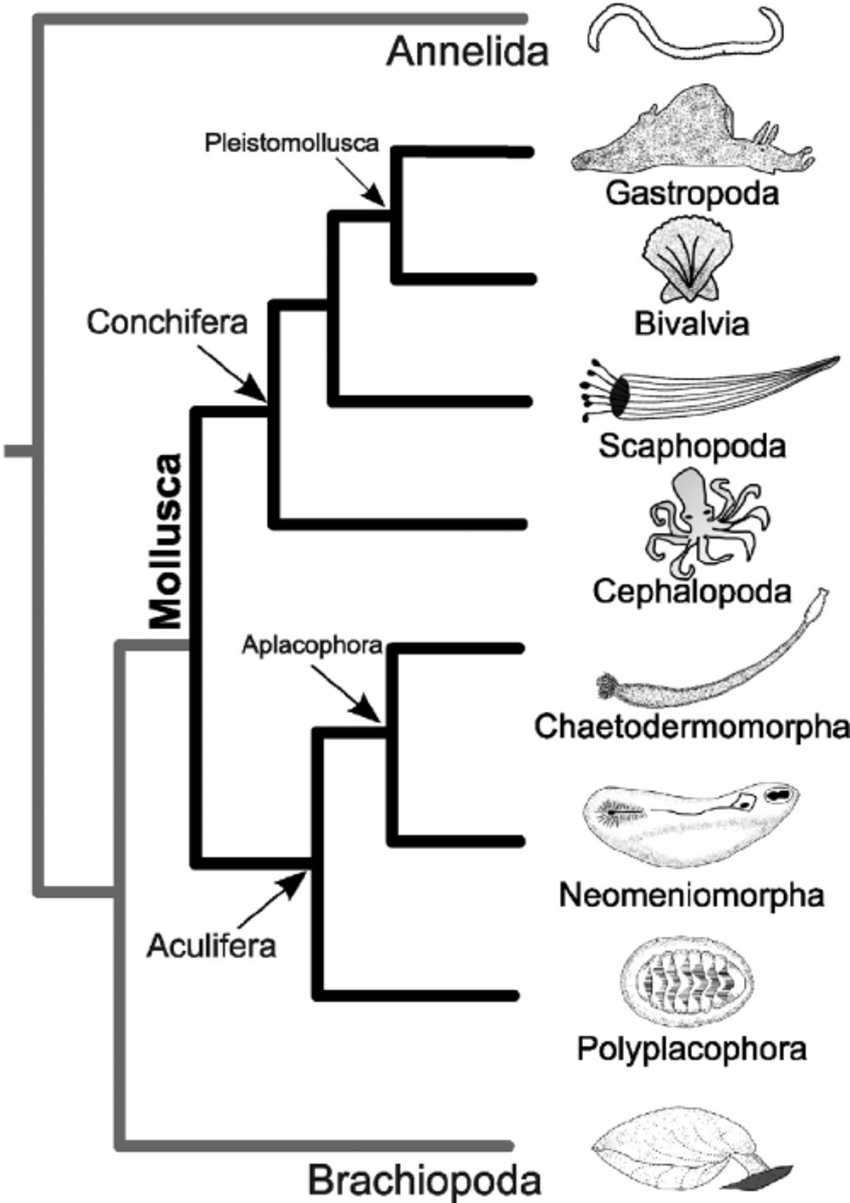 Annelida
Pleistomollusca
Gastropoda
Conchifera
Bivalvia
Scaphopoda
Mollusca
Cephalopoda
Aplacophora
Chaetodermomorpha
Neomeniomorpha
Aculifera
Polyplacophora
Brachiopoda